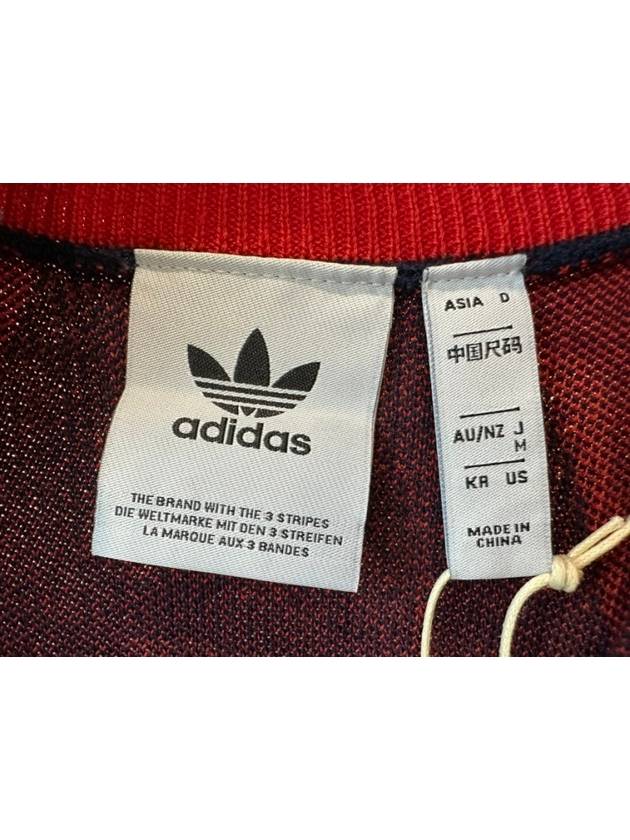 adidas
THE BRAND WITH THE 3 STRIPES
DIE WELTMARKE MIT DEN 3 STREIFEN
LA MARQUE AUX 3 BANDES
ASIA D
中国尺码
AU/NZ J
M
KR US
MADE IN
CHINA